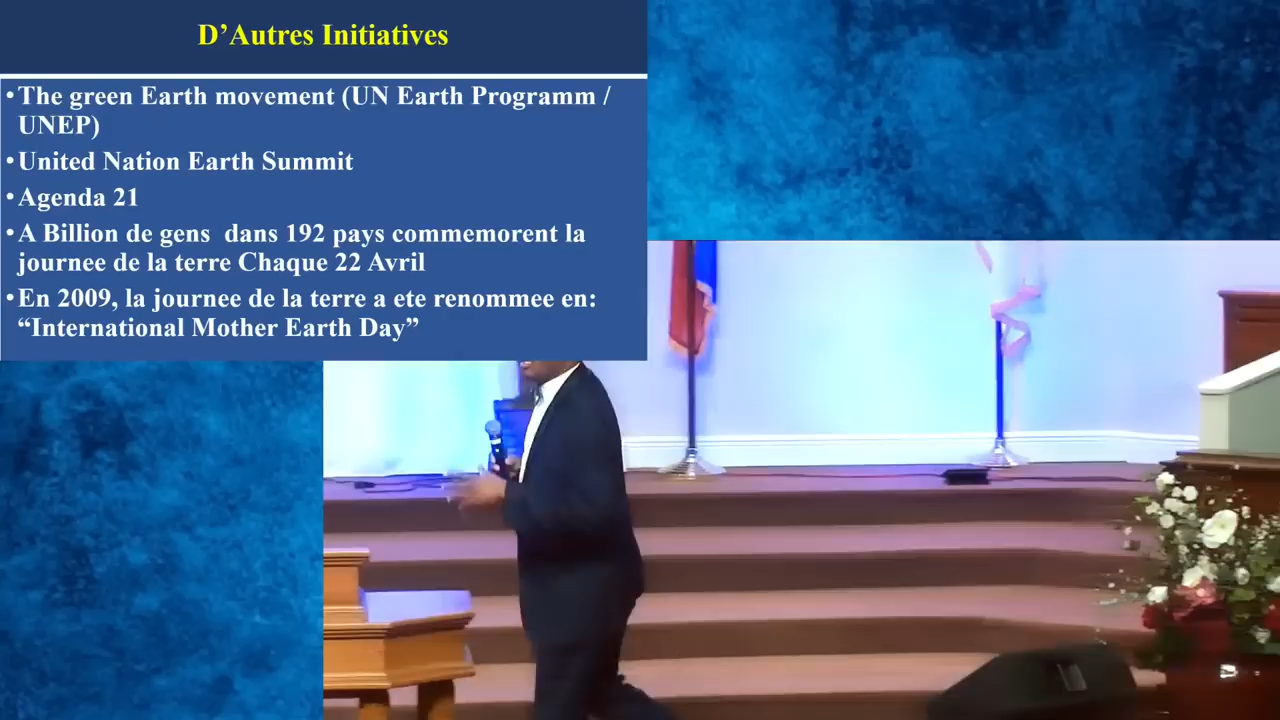 D’Autres Initiatives
•The green Earth movement (UN Earth Programm /
UNEP)
•United Nation Earth Summit
•Agenda 21
•A Billion de gens  dans 192 pays commemorent la
journee de la terre Chaque 22 Avril
•En 2009, la journee de la terre a ete renommee en:
“International Mother Earth Day”